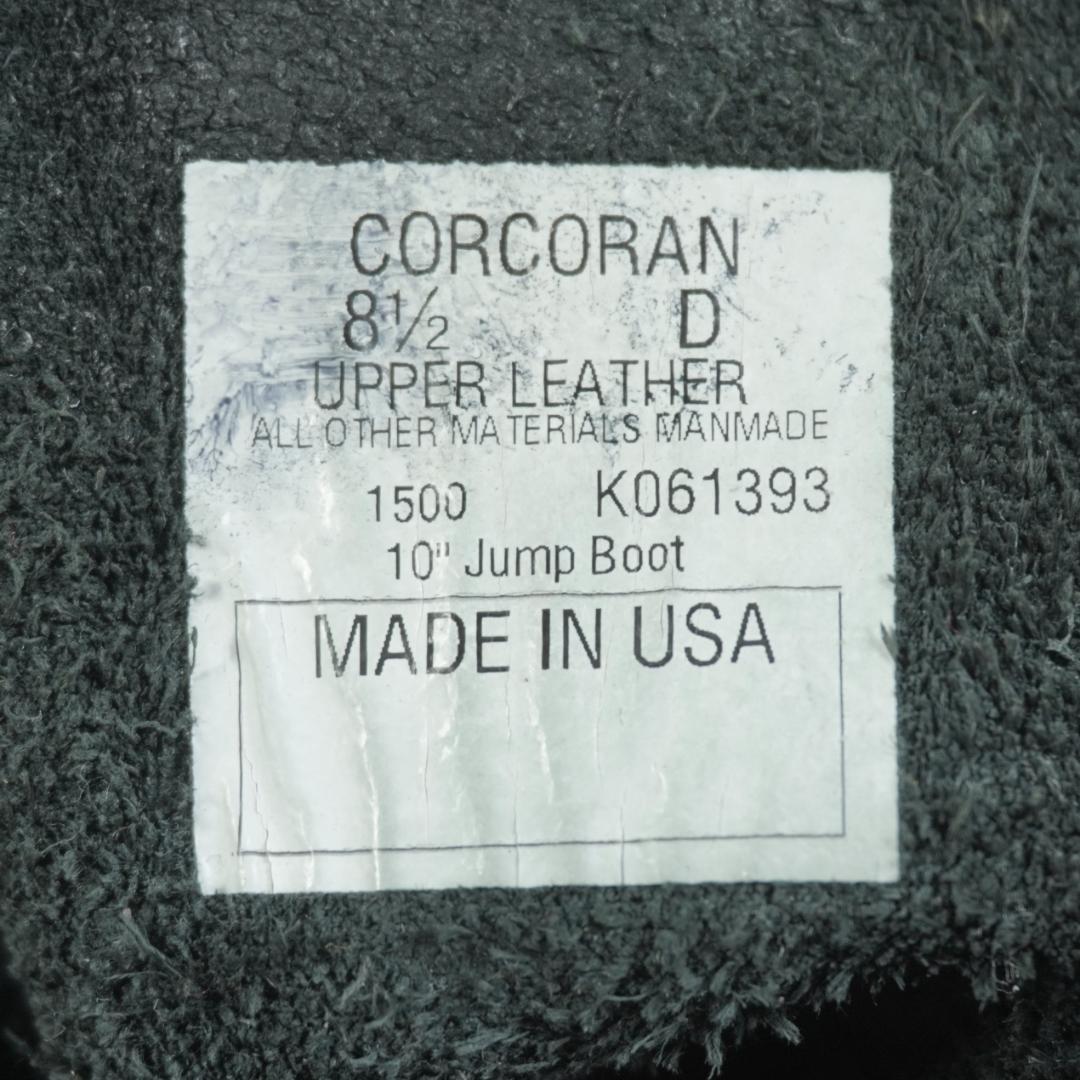 CORCORAN
8½ D
UPPER LEATHER
ALL OTHER MATERIALS MANMADE
1500 K061393
10" Jump Boot
MADE IN USA